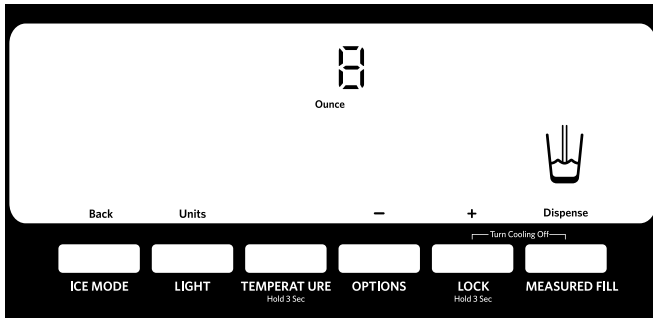 8
Ounce
Back Units – + Dispense
Turn Cooling Off
ICE MODE LIGHT TEMPERAT URE OPTIONS LOCK MEASURED FILL
Hold 3 Sec Hold 3 Sec